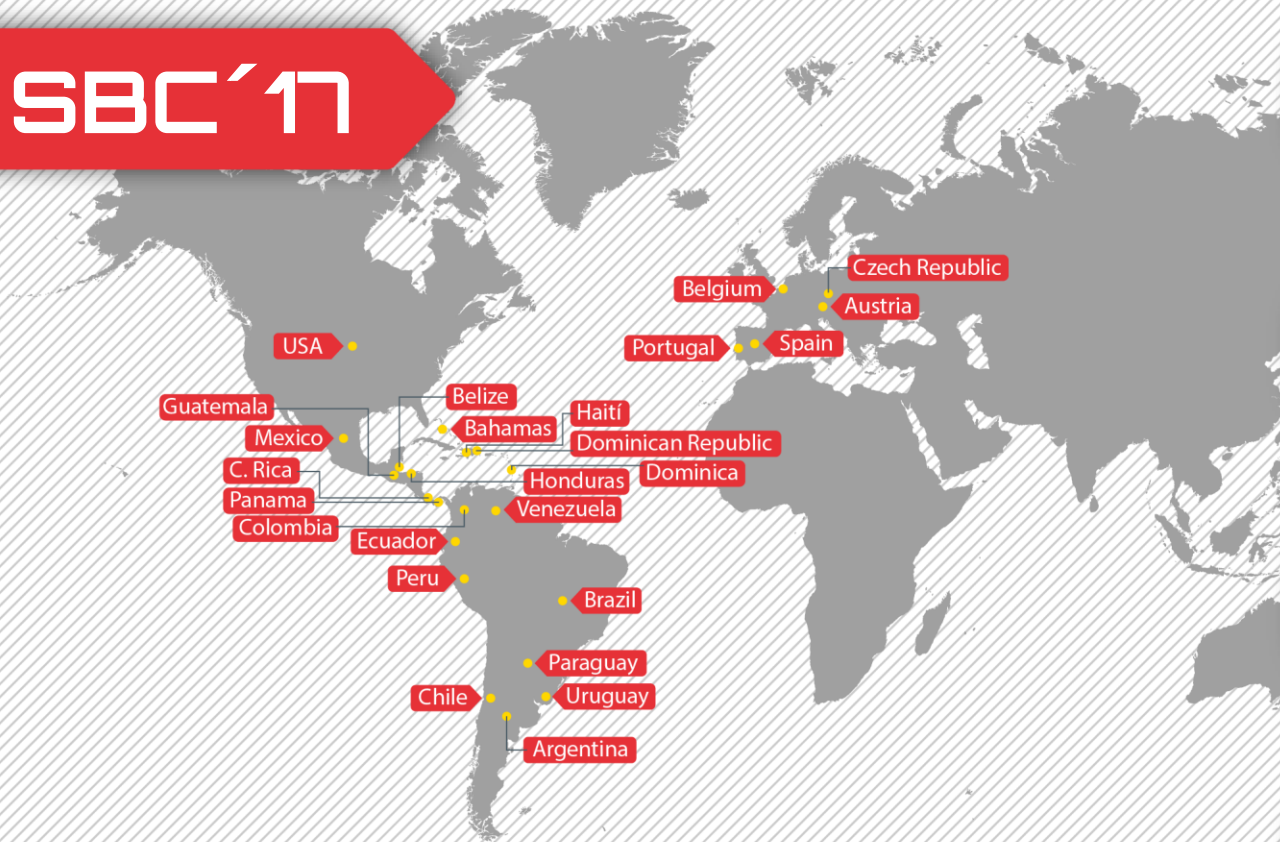 SBC´17
Czech Republic
Belgium
Austria
USA
Portugal
Spain
Belize
Guatemala
Haití
Bahamas
Mexico
Dominican Republic
C. Rica
Dominica
Honduras
Panama
Venezuela
Colombia
Ecuador
Peru
Brazil
Paraguay
Chile
Uruguay
Argentina